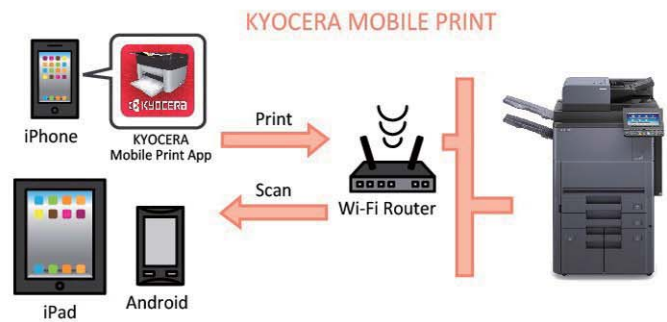 KYOCERA MOBILE PRINT
KYOCERA
iPhone
KYOCERA
Mobile Print App
Print
Scan
Wi-Fi Router
iPad
Android